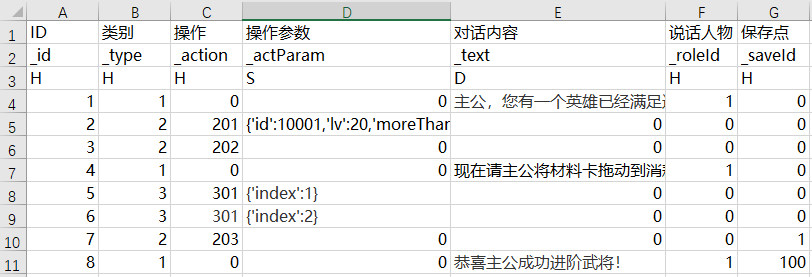 A B C D E F G
1 ID 类别 操作 操作参数 对话内容 说话人物 保存点
2 _id _type _action _actParam _text _roleId _saveId
3 H H H S D H H
4 1 1 0 0 主公，您有一个英雄已经满足 1 0
5 2 2 201 {'id':10001,'lv':20,'moreThar 0 0 0
6 3 2 202 0 0 0 0
7 4 1 0 0 现在请主公将材料卡拖动到消 1 0
8 5 3 301 {'index':1} 0 0 0
9 6 3 301 {'index':2} 0 0 0
10 7 2 203 0 0 0 1
11 8 1 0 0 恭喜主公成功进阶武将！ 1 100